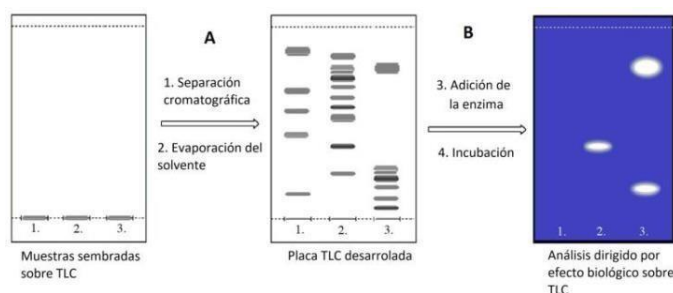 A
1. Separación
cromatográfica
2. Evaporación del
solvente
B
3. Adición de
la enzima
4. Incubación
1. 2. 3.
1. 2. 3.
1. 2. 3.
Muestras sembradas
sobre TLC
Placa TLC desarrolada
Análisis dirigido por
efecto biológico sobre
TLC